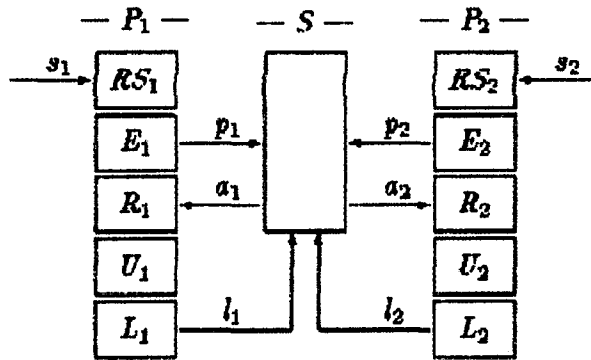 — P₁ — — S — — P₂ —
s₁ RS₁ RS₂ s₂
E₁ p₁ p₂ E₂
R₁ a₁ a₂ R₂
U₁ U₂
L₁ l₁ l₂ L₂